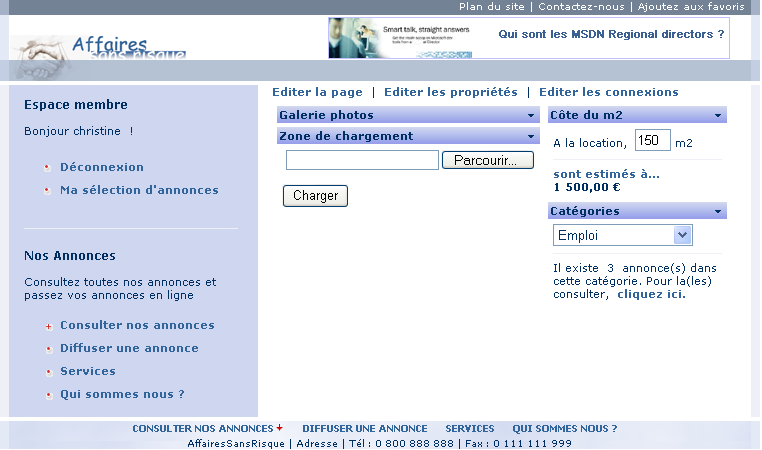 Plan du site | Contactez-nous | Ajoutez aux favoris
Affaires
sans risque
Smart talk, straight answers
Qui sont les MSDN Regional directors ?
Espace membre
Bonjour christine !
Déconnexion
Ma sélection d'annonces
Nos Annonces
Consultez toutes nos annonces et
passez vos annonces en ligne
Consulter nos annonces
Diffuser une annonce
Services
Qui sommes nous ?
Editer la page | Editer les propriétés | Editer les connexions
Galerie photos
Zone de chargement
Parcourir...
Charger
Côte du m2
A la location, 150 m2
sont estimés à...
1 500,00 €
Catégories
Emploi
Il existe 3 annonce(s) dans
cette catégorie. Pour la(les)
consulter, cliquez ici.
CONSULTER NOS ANNONCES DIFFUSER UNE ANNONCE SERVICES QUI SOMMES NOUS ?
AffairesSansRisque | Adresse | Tél : 0 800 888 888 | Fax : 0 111 111 999